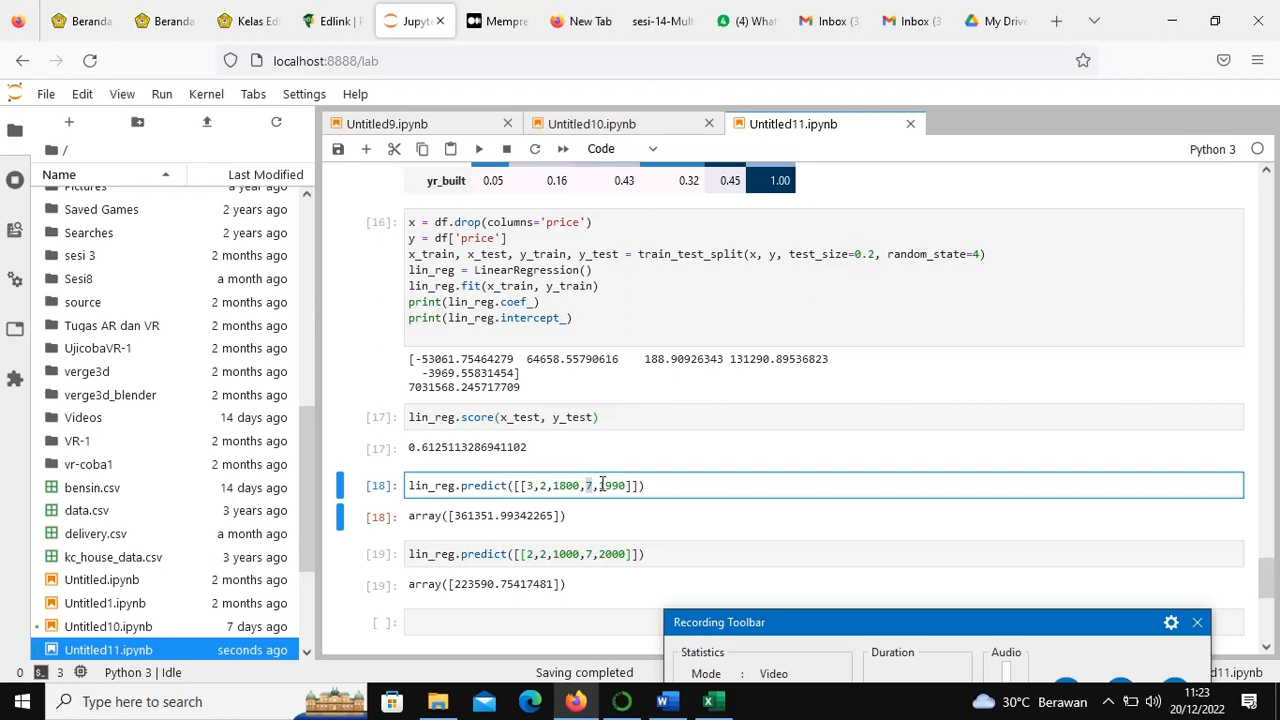 Beranda
Beranda
Kelas Edi
Edlink | F
Jupyte
Mempre
New Tab
sesi-14-Mult
(4) What
Inbox (3
Inbox (3
My Drive
localhost:8888/lab
File Edit View Run Kernel Tabs Settings Help
Untitled9.ipynb
Untitled10.ipynb
Untitled11.ipynb
/
Code
Python 3
Name
Last Modified
Pictures a year ago
Saved Games 2 years ago
Searches 2 years ago
sesi 3 2 months ago
Sesi8 a month ago
source 2 months ago
Tugas AR dan VR 2 months ago
UjicobaVR-1 2 months ago
verge3d 2 months ago
verge3d_blender 2 months ago
Videos 14 days ago
VR-1 2 months ago
vr-coba1 2 months ago
bensin.csv 14 days ago
data.csv 3 years ago
delivery.csv a month ago
kc_house_data.csv 3 years ago
Untitled.ipynb 2 months ago
Untitled1.ipynb 2 months ago
Untitled10.ipynb 7 days ago
Untitled11.ipynb seconds ago
yr_built 0.05 0.16 0.43 0.32 0.45 1.00
[16]: x = df.drop(columns='price')
y = df['price']
x_train, x_test, y_train, y_test = train_test_split(x, y, test_size=0.2, random_state=4)
lin_reg = LinearRegression()
lin_reg.fit(x_train, y_train)
print(lin_reg.coef_)
print(lin_reg.intercept_)
[-53061.75464279 64658.55790616 188.90926343 131290.89536823
-3969.55831454]
7031568.245717709
[17]: lin_reg.score(x_test, y_test)
[17]: 0.6125113286941102
[18]: lin_reg.predict([[3,2,1800,7,1990]])
[18]: array([361351.99342265])
[19]: lin_reg.predict([[2,2,1000,7,2000]])
[19]: array([223590.75417481])
[ ]:
Recording Toolbar
Statistics
Duration
Audio
Mode : Video
0
3
Python 3 | Idle
Saving completed
d11.ipynb
Type here to search
30°C Berawan
11:23
20/12/2022